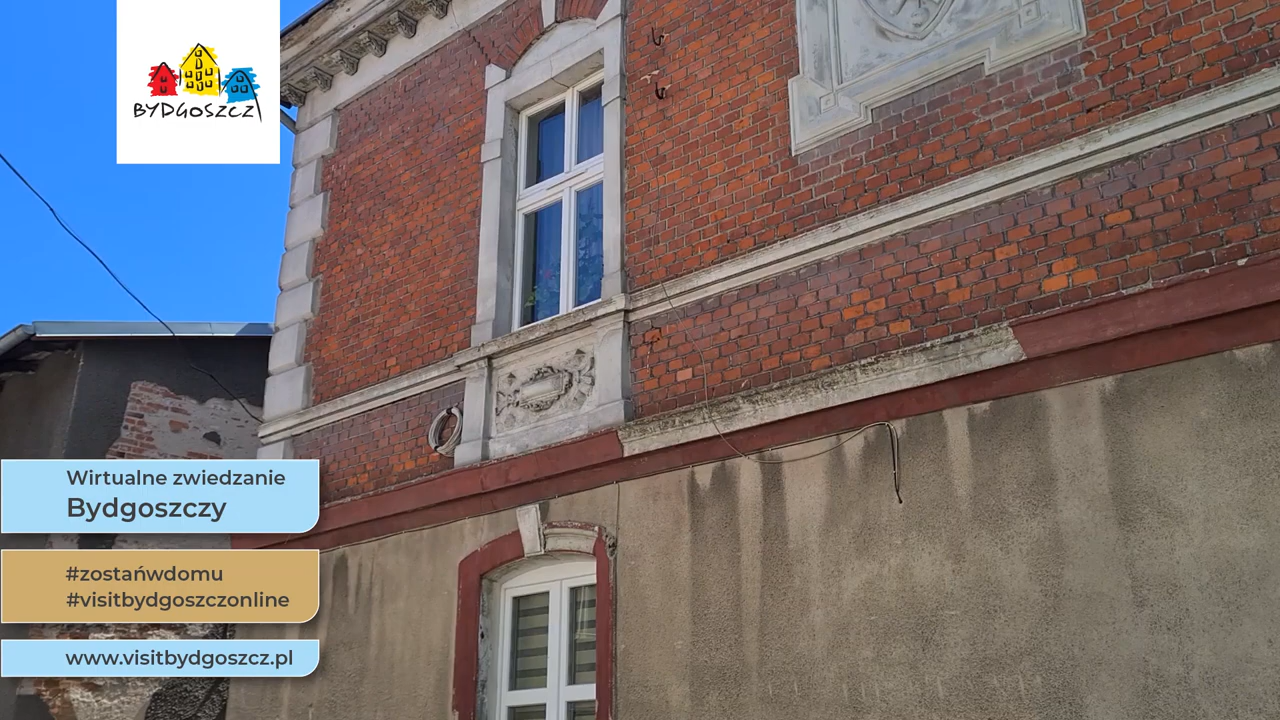 BYDGOSZCZ
Wirtualne zwiedzanie
Bydgoszczy
#zostańwdomu
#visitbydgoszczonline
www.visitbydgoszcz.pl